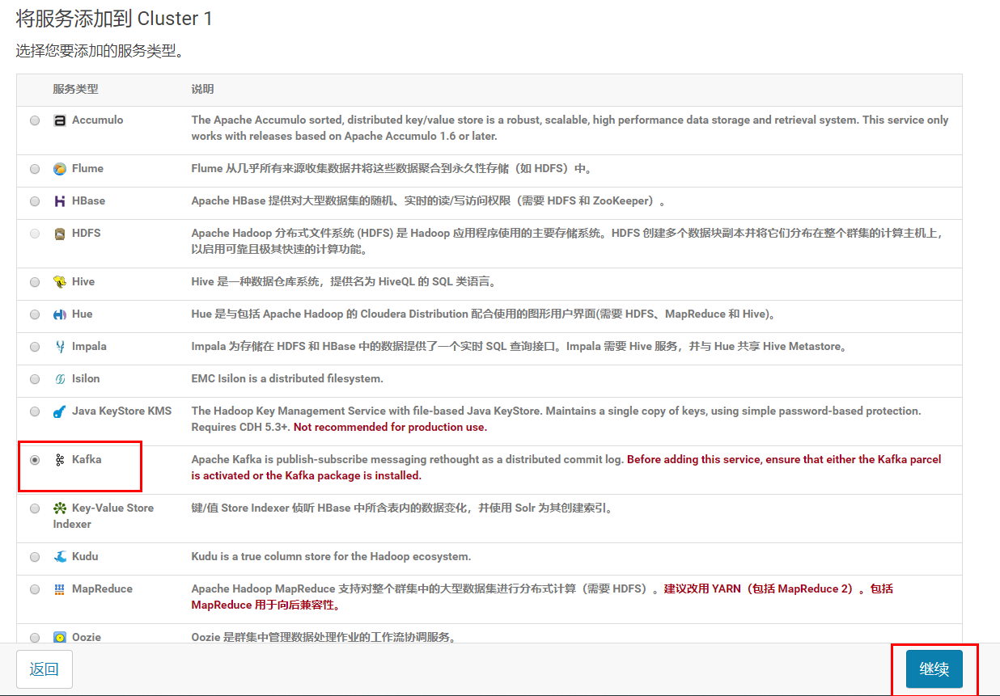 将服务添加到 Cluster 1
选择您要添加的服务类型。
服务类型 说明
Accumulo The Apache Accumulo sorted, distributed key/value store is a robust, scalable, high performance data storage and retrieval system. This service only
works with releases based on Apache Accumulo 1.6 or later.
Flume Flume 从几乎所有来源收集数据并将这些数据聚合到永久性存储（如 HDFS）中。
HBase Apache HBase 提供对大型数据集的随机、实时的读/写访问权限（需要 HDFS 和 ZooKeeper）。
HDFS Apache Hadoop 分布式文件系统 (HDFS) 是 Hadoop 应用程序使用的主要存储系统。HDFS 创建多个数据块副本并将它们分布在整个群集的计算主机上，
以启用可靠且极其快速的计算功能。
Hive Hive 是一种数据仓库系统，提供名为 HiveQL 的 SQL 类语言。
Hue Hue 是与包括 Apache Hadoop 的 Cloudera Distribution 配合使用的图形用户界面(需要 HDFS、MapReduce 和 Hive)。
Impala Impala 为存储在 HDFS 和 HBase 中的数据提供了一个实时 SQL 查询接口。Impala 需要 Hive 服务，并与 Hue 共享 Hive Metastore。
Isilon EMC Isilon is a distributed filesystem.
Java KeyStore KMS The Hadoop Key Management Service with file-based Java KeyStore. Maintains a single copy of keys, using simple password-based protection.
Requires CDH 5.3+. Not recommended for production use.
Kafka Apache Kafka is publish-subscribe messaging rethought as a distributed commit log. Before adding this service, ensure that either the Kafka parcel
is activated or the Kafka package is installed.
Key-Value Store 键/值 Store Indexer 侦听 HBase 中所含表内的数据变化，并使用 Solr 为其创建索引。
Indexer
Kudu Kudu is a true column store for the Hadoop ecosystem.
MapReduce Apache Hadoop MapReduce 支持对整个群集中的大型数据集进行分布式计算（需要 HDFS）。建议改用 YARN（包括 MapReduce 2）。包括
MapReduce 用于向后兼容性。
Oozie Oozie 是群集中管理数据处理作业的工作流协调服务。
返回 继续